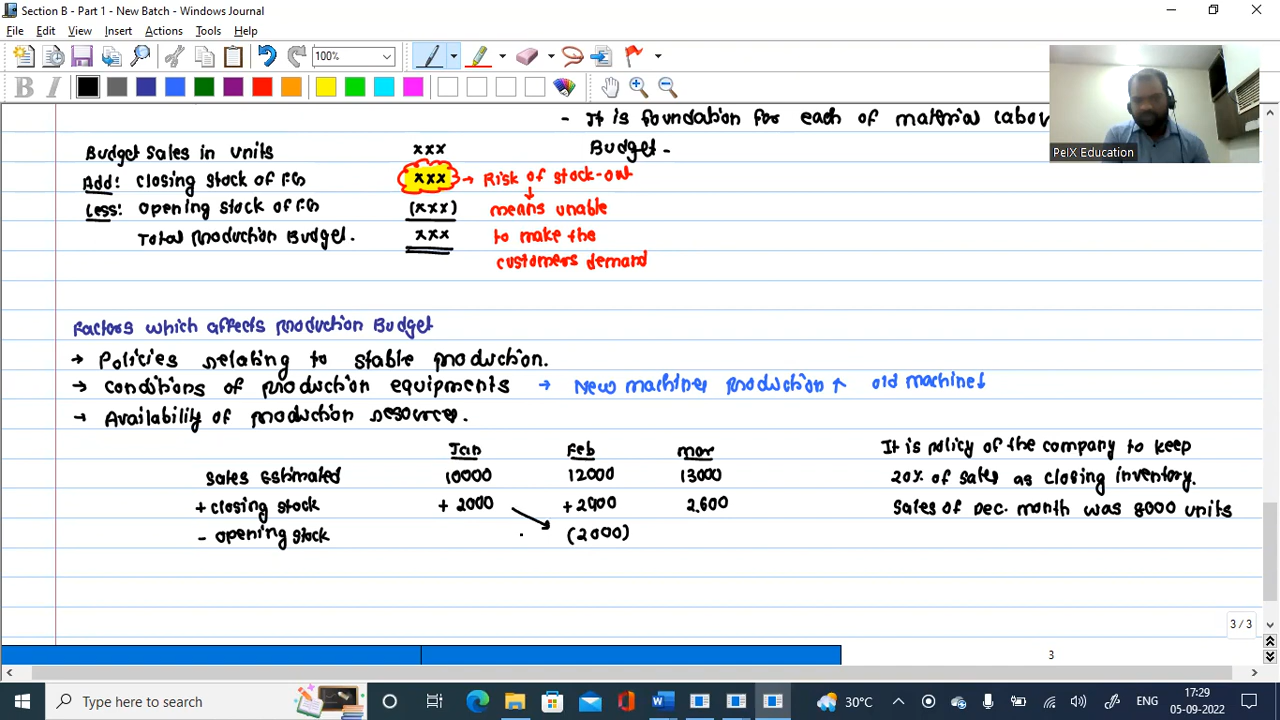 Section B - Part 1 - New Batch - Windows Journal
File Edit View Insert Actions Tools Help
100%
PelX Education
- It is foundation for each of material labo
Budget -
Budget Sales in units xxx
Add: closing stock of FG xxx → Risk of stock-out
Less: opening stock of FG (xxx) means unable
Total production Budget. xxx to make the
customers demand
Factors which affects production Budget
→ Policies relating to stable production.
→ Conditions of production equipments → New machines production ↑ old machines
→ Availability of production resources.
Jan Feb mar
It is policy of the company to keep
Sales Estimated 10000 12000 13000
20% of sales as closing inventory.
+ closing stock + 2000 + 2400 2600
Sales of Dec. month was 8000 units
- opening stock (2000)
3 / 3
3
Type here to search
30°C
ENG
17:29
05-09-2022